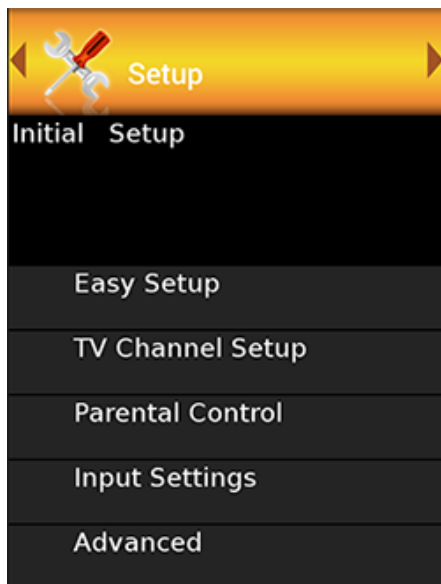 Setup
Initial Setup
Easy Setup
TV Channel Setup
Parental Control
Input Settings
Advanced